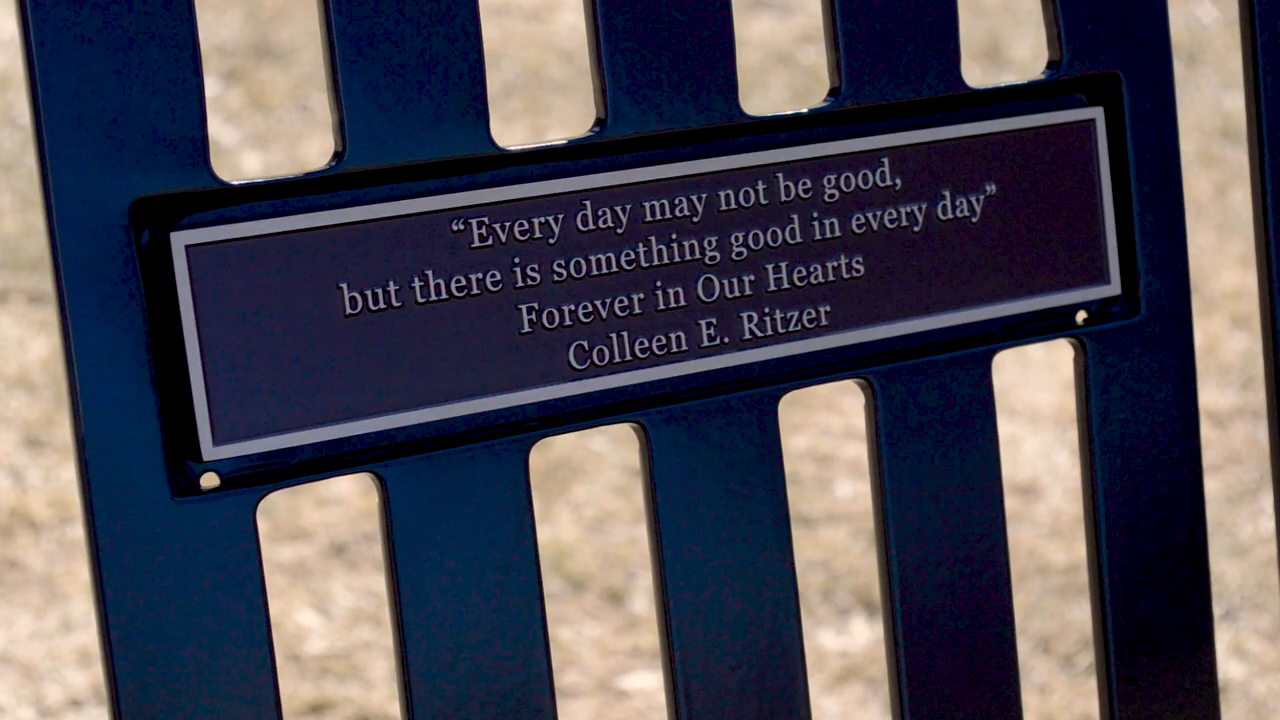 “Every day may not be good,
but there is something good in every day”
Forever in Our Hearts
Colleen E. Ritzer